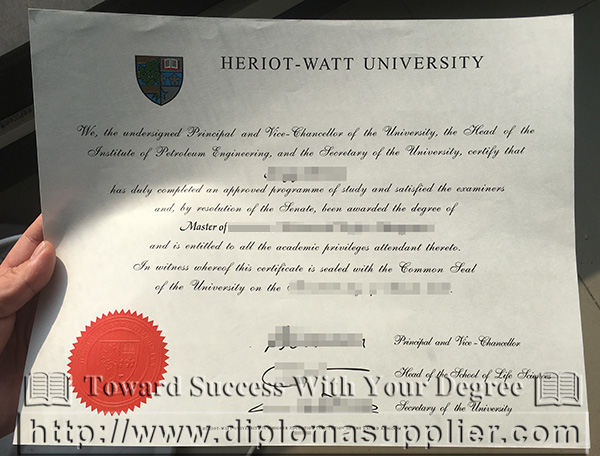 HERIOT-WATT UNIVERSITY
We, the undersigned Principal and Vice-Chancellor of the University, the Head of the
Institute of Petroleum Engineering, and the Secretary of the University, certify that
has duly completed an approved programme of study and satisfied the examiners
and, by resolution of the Senate, been awarded the degree of
Master of
and is entitled to all the academic privileges attendant thereto.
In witness whereof this certificate is sealed with the Common Seal
of the University on the
Principal and Vice-Chancellor
Head of the School of Life Sciences
Toward Success With Your Degree
Secretary of the University
http://www.diplomasupplier.com